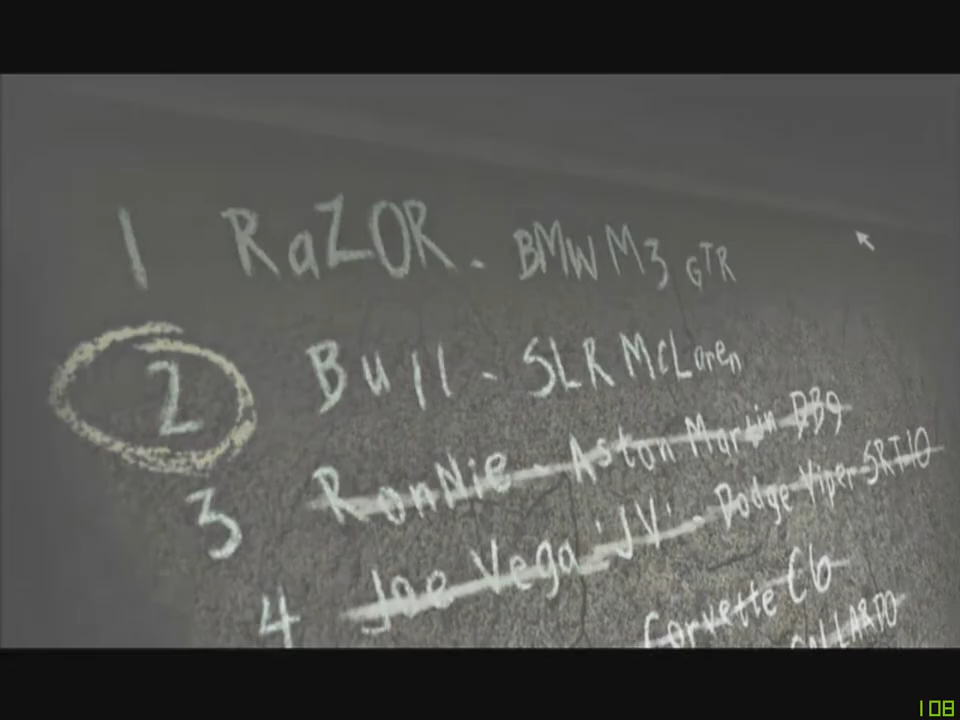 1 RaZOR - BMW M3 GTR
2 Bull - SLR McLaren
3 RonNie - Aston Martin DB9
4 Joe Vega 'JV' - Dodge Viper SRT10
Corvette C6
GALLARDO
108